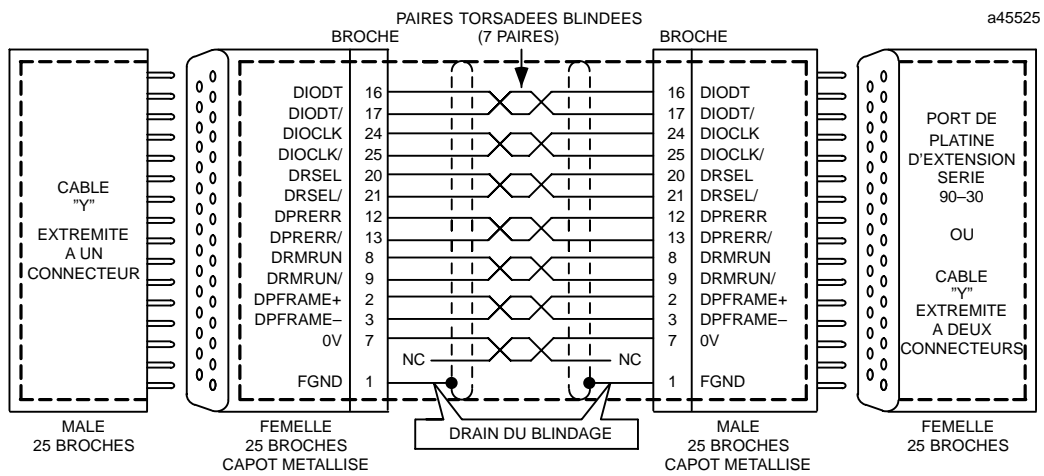 a45525
PAIRES TORSADEES BLINDEES
(7 PAIRES)
BROCHE
BROCHE
DIODT 16
DIODT/ 17
DIOCLK 24
DIOCLK/ 25
DRSEL 20
DRSEL/ 21
DPRERR 12
DPRERR/ 13
DRMRUN 8
DRMRUN/ 9
DPFRAME+ 2
DPFRAME– 3
0V 7
NC
FGND 1
16 DIODT
17 DIODT/
24 DIOCLK
25 DIOCLK/
20 DRSEL
21 DRSEL/
12 DPRERR
13 DPRERR/
8 DRMRUN
9 DRMRUN/
2 DPFRAME+
3 DPFRAME–
7 0V
NC
1 FGND
CABLE
"Y"
EXTREMITE
A UN
CONNECTEUR
PORT DE
PLATINE
D'EXTENSION
SERIE
90–30
OU
CABLE
"Y"
EXTREMITE
A DEUX
CONNECTEURS
DRAIN DU BLINDAGE
MALE
25 BROCHES
FEMELLE
25 BROCHES
CAPOT METALLISE
MALE
25 BROCHES
CAPOT METALLISE
FEMELLE
25 BROCHES